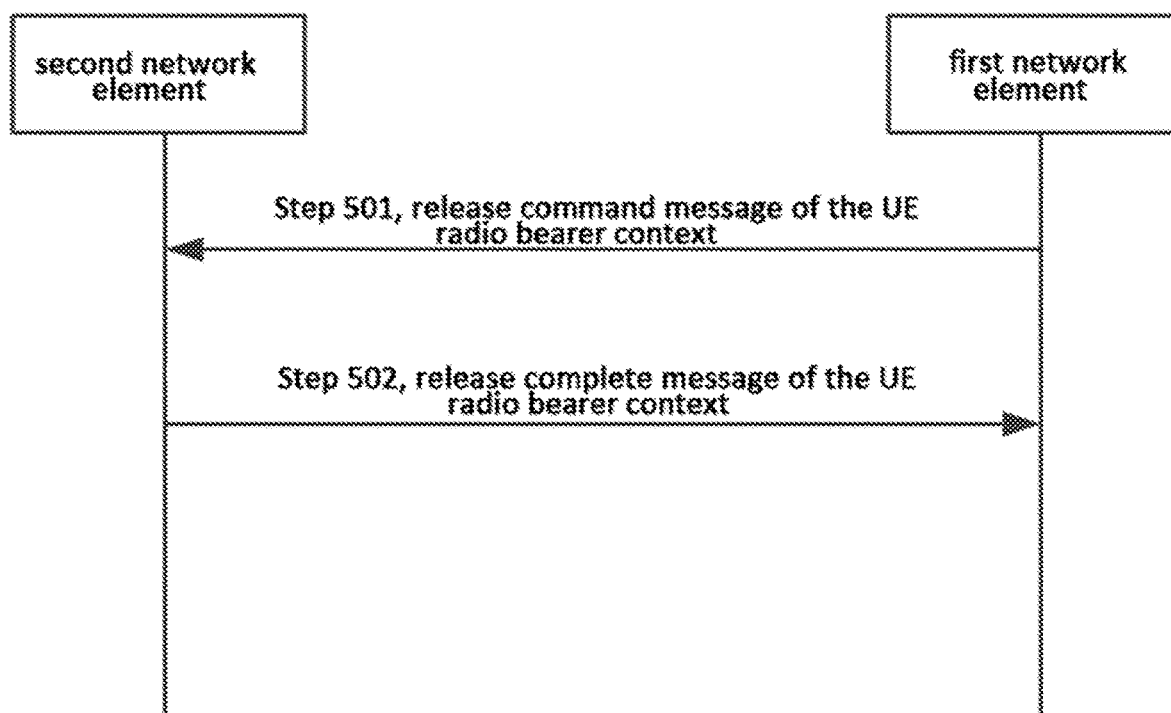 second network
element
first network
element
Step 501, release command message of the UE
radio bearer context
Step 502, release complete message of the UE
radio bearer context